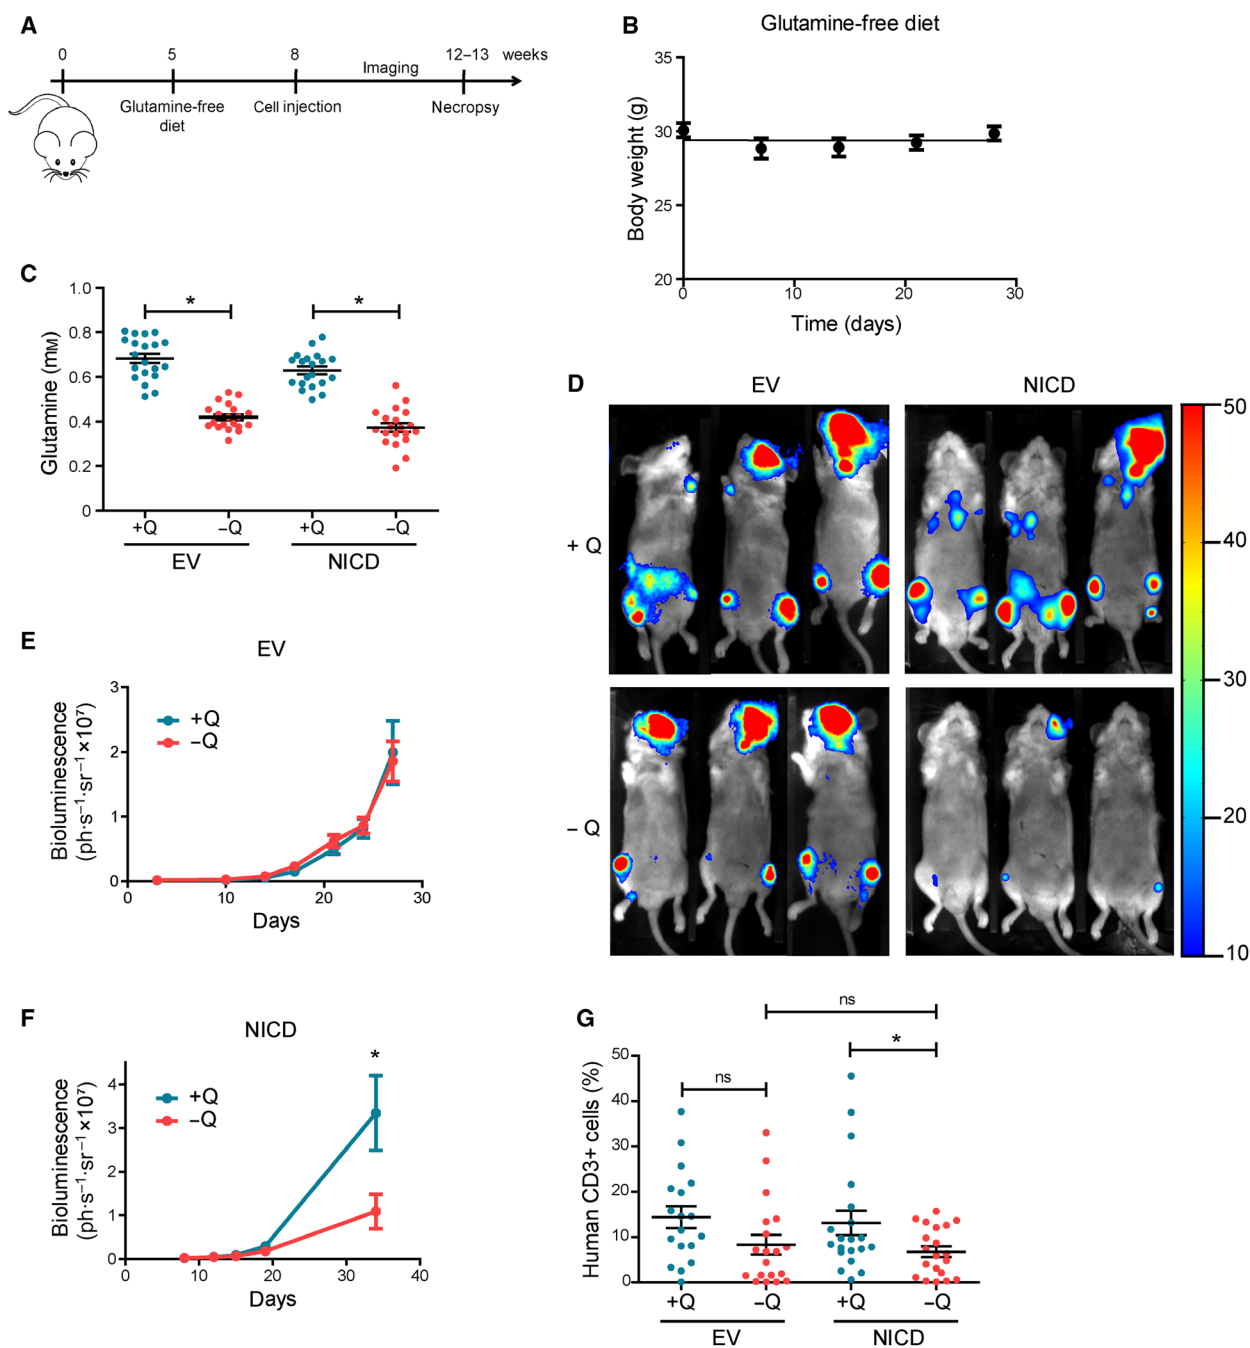 A
0 5 8 12–13 weeks
Imaging
Glutamine-free diet
Cell injection
Necropsy
B
Glutamine-free diet
Body weight (g)
35
30
25
20
0 10 20 30
Time (days)
C
Glutamine (mM)
1.0
0.8
0.6
0.4
0.2
0
* *
+Q –Q +Q –Q
EV NICD
D
EV NICD
+ Q
– Q
50
40
30
20
10
E
EV
Bioluminescence
(ph·s⁻¹·sr⁻¹ ×10⁷)
3
2
1
0
+Q
–Q
0 10 20 30
Days
F
NICD
Bioluminescence
(ph·s⁻¹·sr⁻¹ ×10⁷)
4
3
2
1
0
+Q
–Q
*
0 10 20 30 40
Days
G
Human CD3+ cells (%)
50
40
30
20
10
0
ns
ns
*
+Q –Q +Q –Q
EV NICD